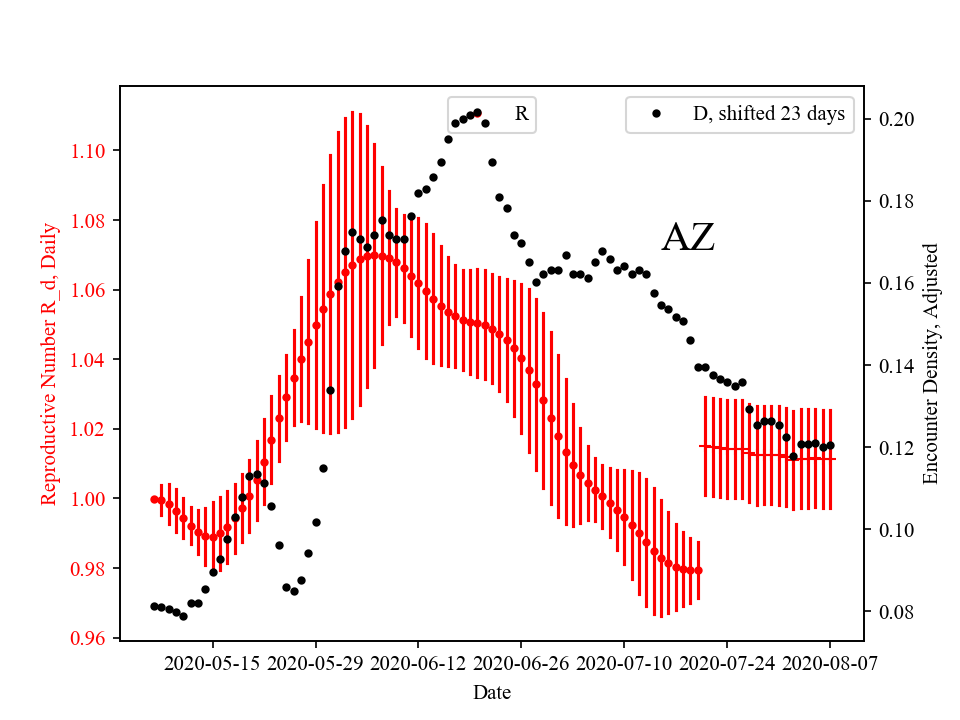 R
D, shifted 23 days
AZ
Reproductive Number R_d, Daily
1.10
1.08
1.06
1.04
1.02
1.00
0.98
0.96
0.20
0.18
0.16
0.14
0.12
0.10
0.08
Encounter Density, Adjusted
2020-05-15 2020-05-29 2020-06-12 2020-06-26 2020-07-10 2020-07-24 2020-08-07
Date